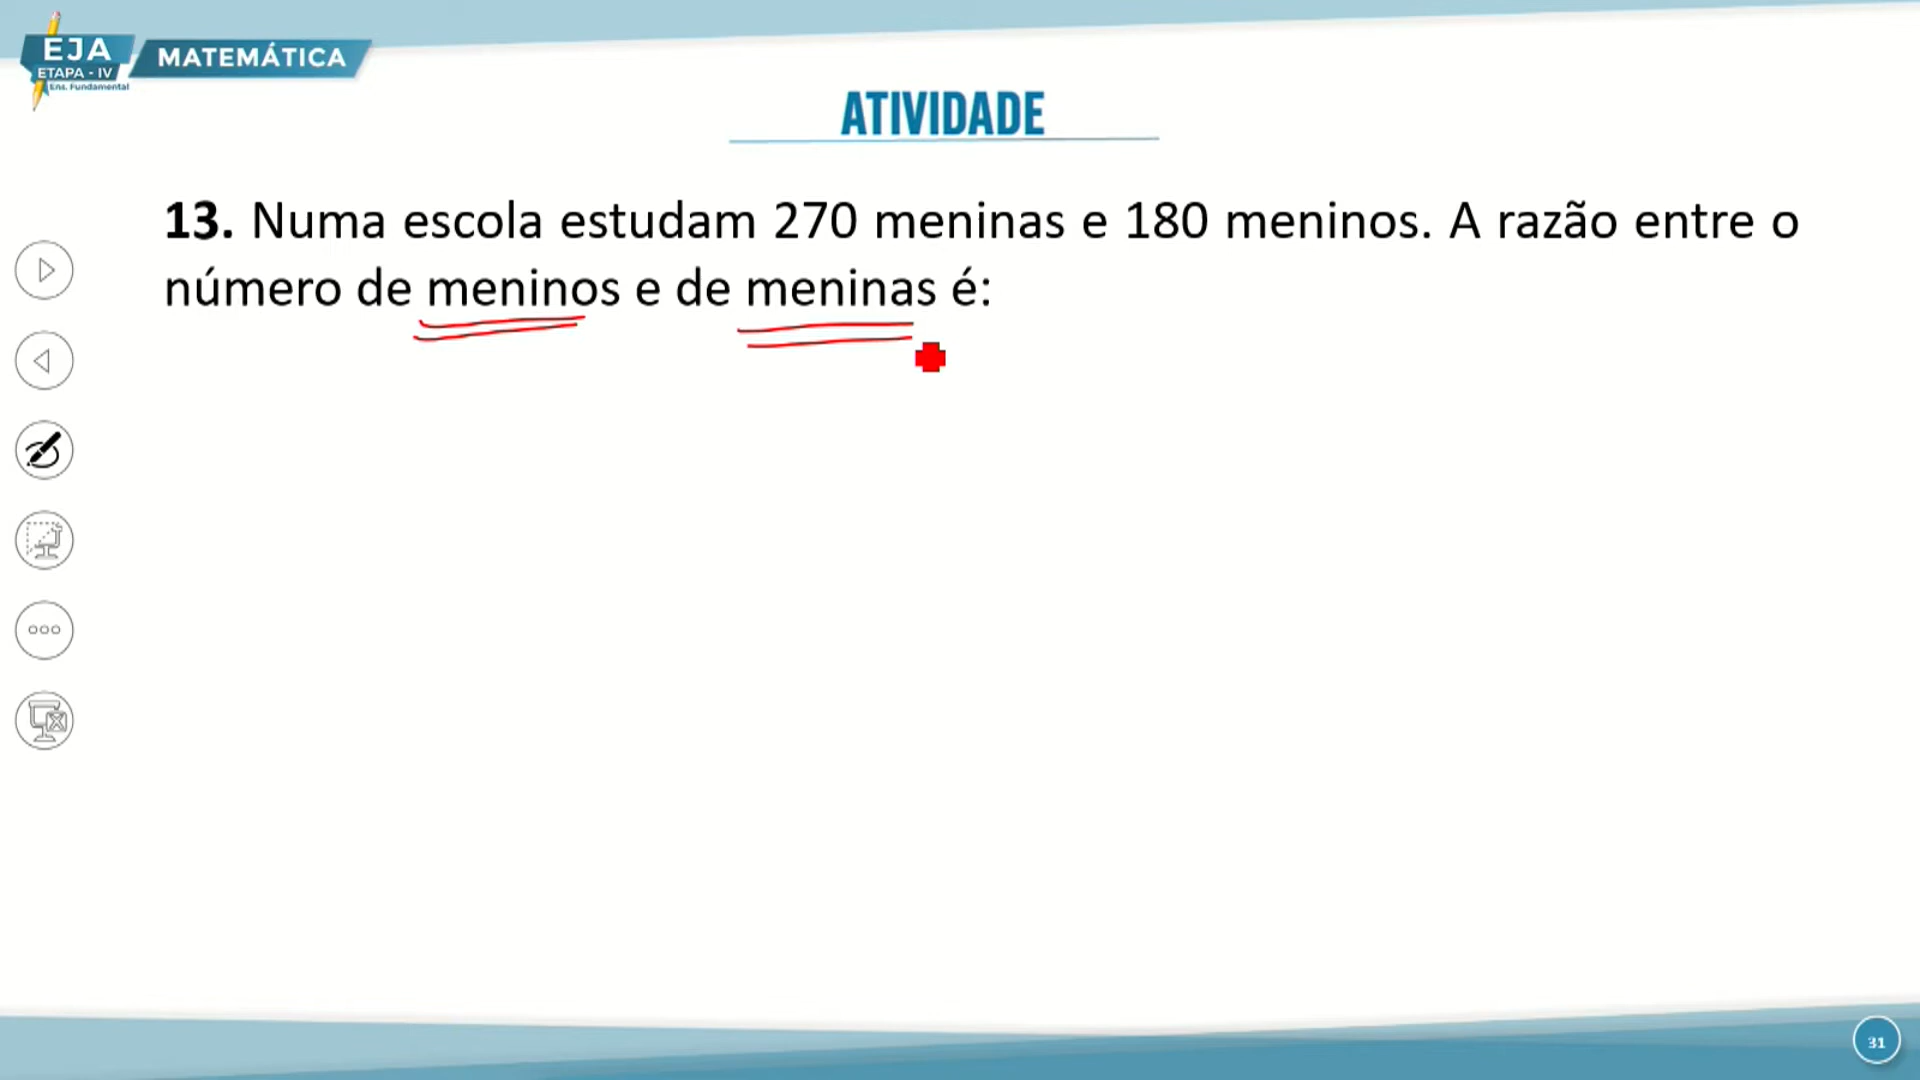 EJA
ETAPA - IV
Ens. Fundamental
MATEMÁTICA
ATIVIDADE
13. Numa escola estudam 270 meninas e 180 meninos. A razão entre o
número de meninos e de meninas é:
31